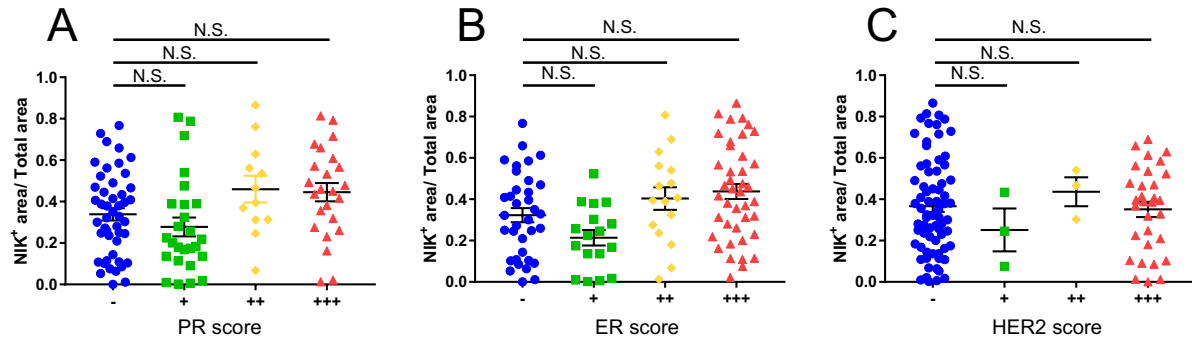 A
N.S.
N.S.
N.S.
NIK⁺ area/ Total area
1.0
0.8
0.6
0.4
0.2
0.0
- + ++ +++
PR score
B
N.S.
N.S.
N.S.
NIK⁺ area/ Total area
1.0
0.8
0.6
0.4
0.2
0.0
- + ++ +++
ER score
C
N.S.
N.S.
N.S.
NIK⁺ area/ Total area
1.0
0.8
0.6
0.4
0.2
0.0
- + ++ +++
HER2 score